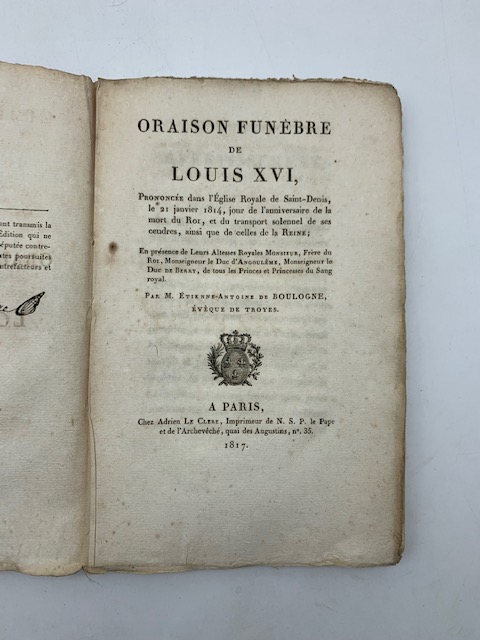 ant transmis la
Édition qui ne
députée contre-
tes poursuites
ntrefacteurs et
ORAISON FUNÈBRE
DE
LOUIS XVI,
PRONONCÉE dans l'Église Royale de Saint-Denis,
le 21 janvier 1814, jour de l'anniversaire de la
mort du ROI, et du transport solennel de ses
cendres, ainsi que de celles de la REINE;
En présence de Leurs Altesses Royales MONSIEUR, Frère du
ROI, Monseigneur le Duc d'ANGOULÊME, Monseigneur le
Duc DE BERRY, de tous les Princes et Princesses du Sang
royal.
PAR M. ÉTIENNE-ANTOINE DE BOULOGNE,
ÉVÊQUE DE TROYES.
A PARIS,
Chez Adrien LE CLERE, Imprimeur de N. S. P. le Pape
et de l'Archevêché, quai des Augustins, nº. 35.
1817.